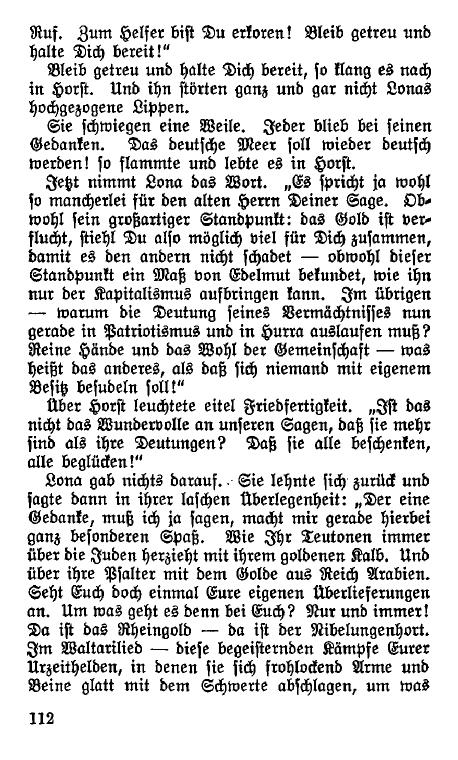 Ruf. Zum Helfer bist Du erkoren! Bleib getreu und
halte Dich bereit!“
Bleib getreu und halte Dich bereit, so klang es nach
in Horst. Und ihn störten ganz und gar nicht Lonas
hochgezogene Lippen.
Sie schwiegen eine Weile. Jeder blieb bei seinen
Gedanken. Das deutsche Meer soll wieder deutsch
werden! so flammte und lebte es in Horst.
Jetzt nimmt Lona das Wort. „Es spricht ja wohl
so mancherlei für den alten Herrn Deiner Sage. Ob-
wohl sein großartiger Standpunkt: das Gold ist ver-
flucht, stiehl Du also möglich viel für Dich zusammen,
damit es den andern nicht schadet — obwohl dieser
Standpunkt ein Maß von Edelmut bekundet, wie ihn
nur der Kapitalismus aufbringen kann. Im übrigen
— warum die Deutung seines Vermächtnisses nun
gerade in Patriotismus und in Hurra auslaufen muß?
Reine Hände und das Wohl der Gemeinschaft — was
heißt das anderes, als daß sich niemand mit eigenem
Besitz besudeln soll!“
Über Horst leuchtete eitel Friedfertigkeit. „Ist das
nicht das Wundervolle an unseren Sagen, daß sie mehr
sind als ihre Deutungen? Daß sie alle beschenken,
alle beglücken!“
Lona gab nichts darauf. Sie lehnte sich zurück und
sagte dann in ihrer laschen Überlegenheit: „Der eine
Gedanke, muß ich ja sagen, macht mir gerade hierbei
ganz besonderen Spaß. Wie Ihr Teutonen immer
über die Juden herzieht mit ihrem goldenen Kalb. Und
über ihre Psalter mit dem Golde aus Reich Arabien.
Seht Euch doch einmal Eure eigenen Überlieferungen
an. Um was geht es denn bei Euch? Nur und immer!
Da ist das Rheingold — da ist der Nibelungenhort.
Im Waltarilied — diese begeisternden Kämpfe Eurer
Urzeithelden, in denen sie sich frohlockend Arme und
Beine glatt mit dem Schwerte abschlagen, um was
112